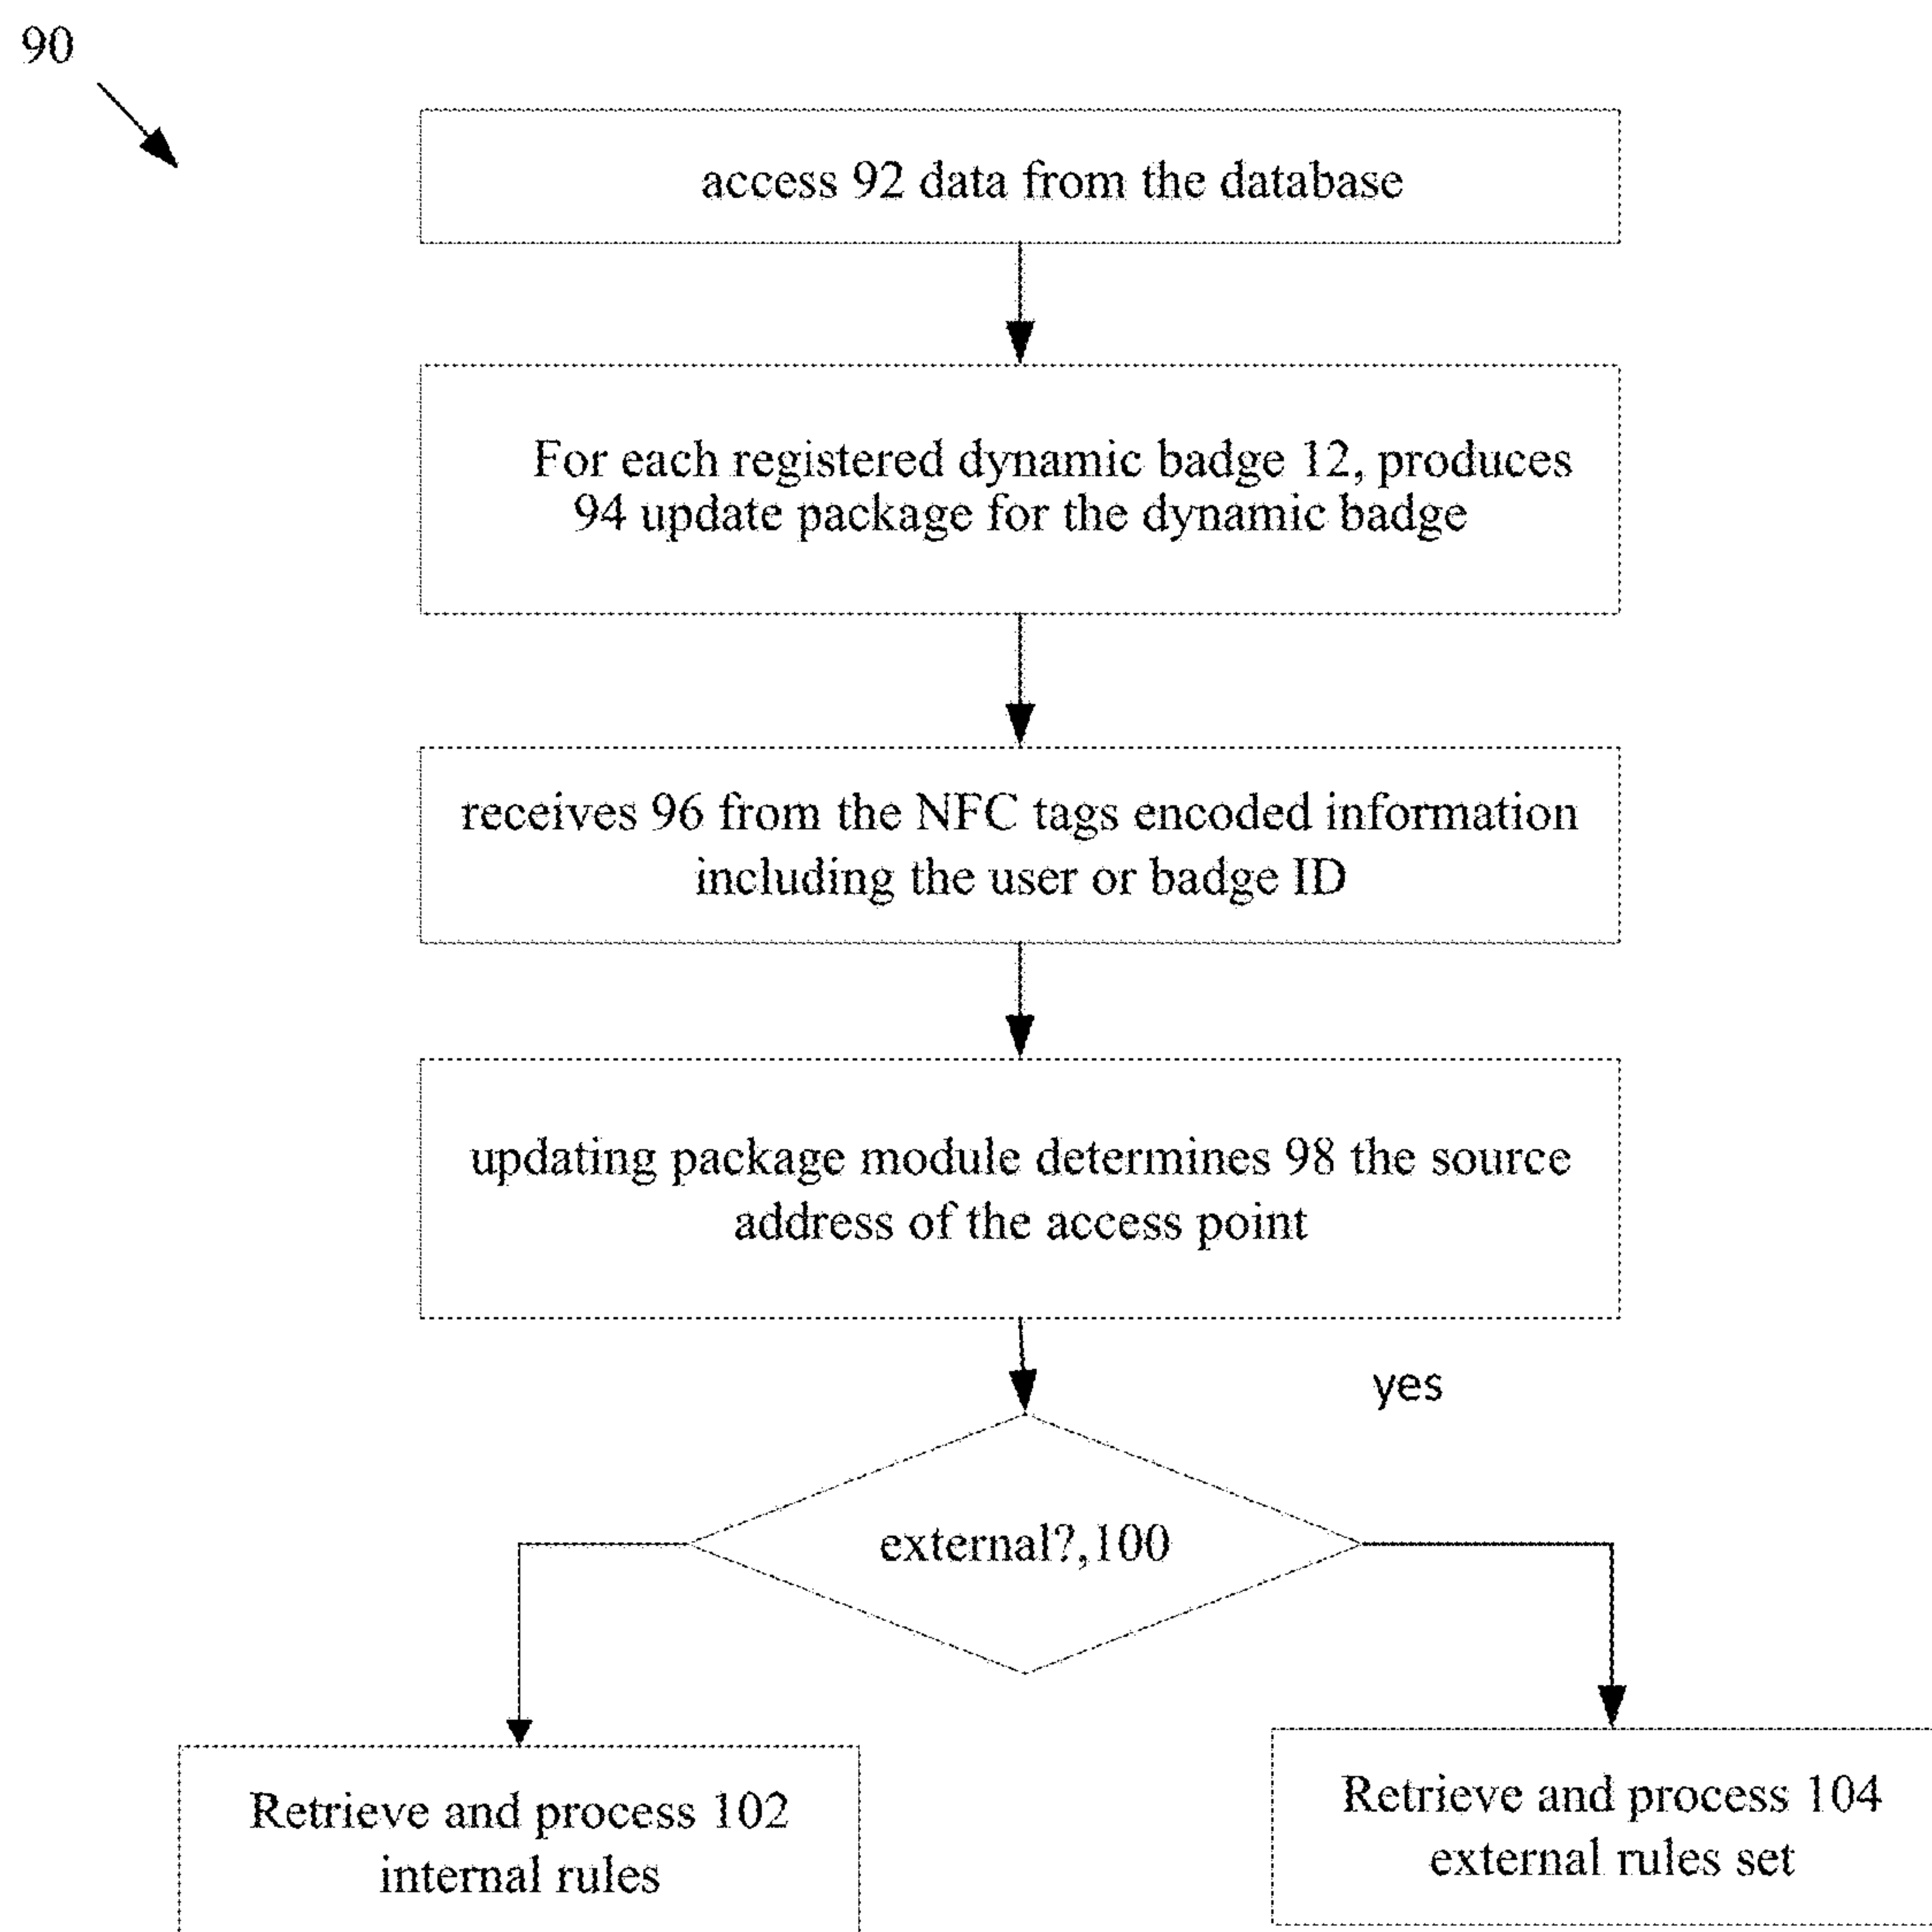 90
access 92 data from the database
For each registered dynamic badge 12, produces
94 update package for the dynamic badge
receives 96 from the NFC tags encoded information
including the user or badge ID
updating package module determines 98 the source
address of the access point
yes
external?,100
Retrieve and process 102
internal rules
Retrieve and process 104
external rules set